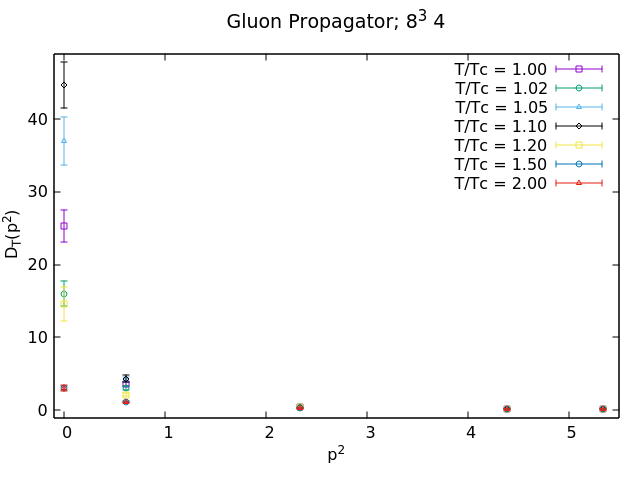 Gluon Propagator; 8³ 4
T/Tc = 1.00
T/Tc = 1.02
T/Tc = 1.05
T/Tc = 1.10
T/Tc = 1.20
T/Tc = 1.50
T/Tc = 2.00
D_T(p²)
40
30
20
10
0
0 1 2 3 4 5
p²